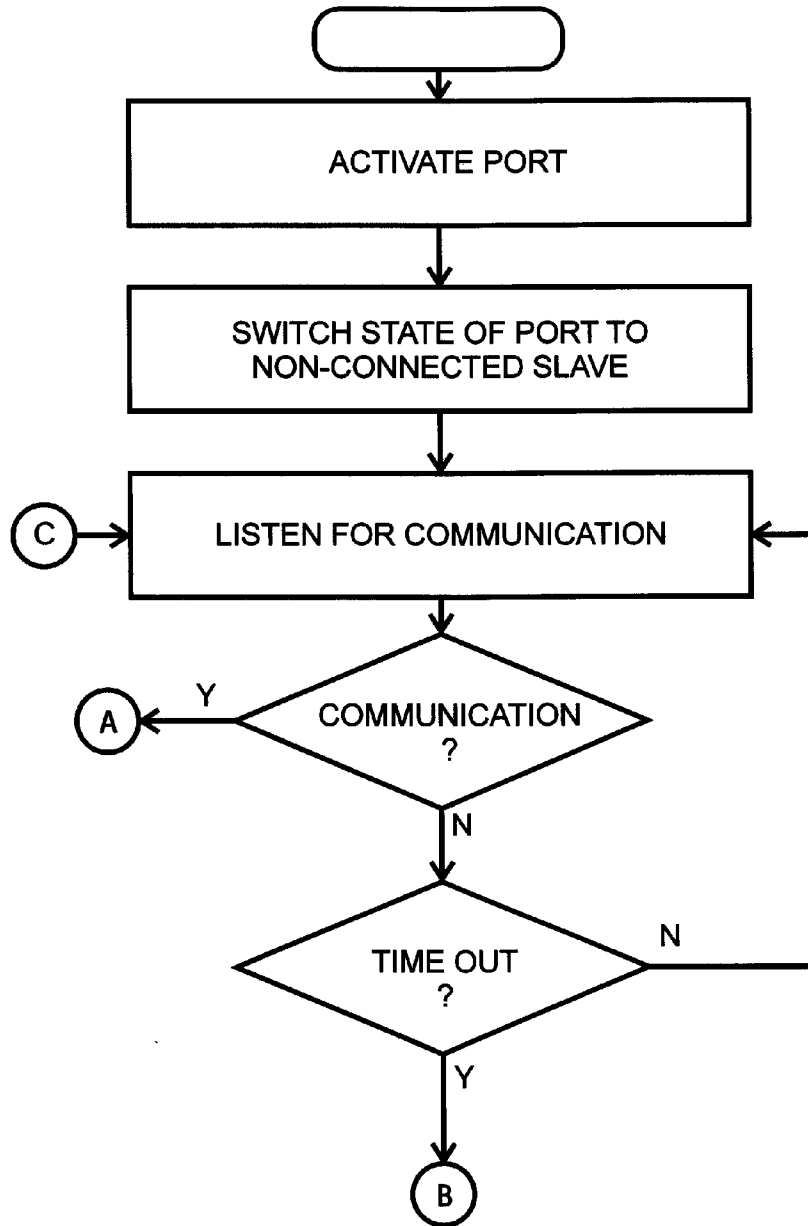 ACTIVATE PORT
SWITCH STATE OF PORT TO
NON-CONNECTED SLAVE
C
LISTEN FOR COMMUNICATION
A
Y
COMMUNICATION
?
N
TIME OUT
?
N
Y
B